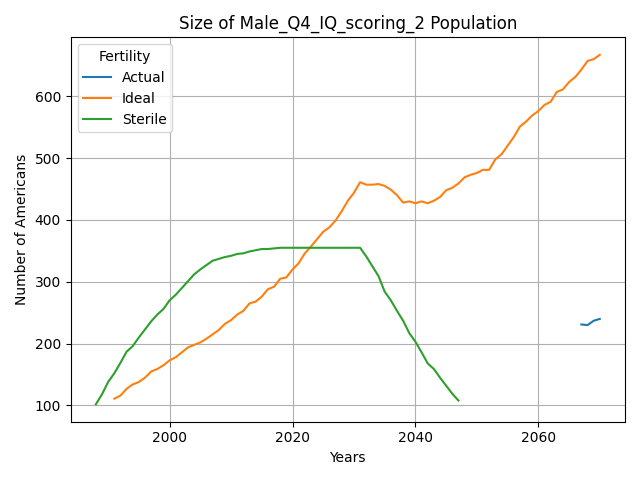 Size of Male_Q4_IQ_scoring_2 Population
Fertility
Actual
Ideal
Sterile
Number of Americans
600
500
400
300
200
100
2000
2020
2040
2060
Years